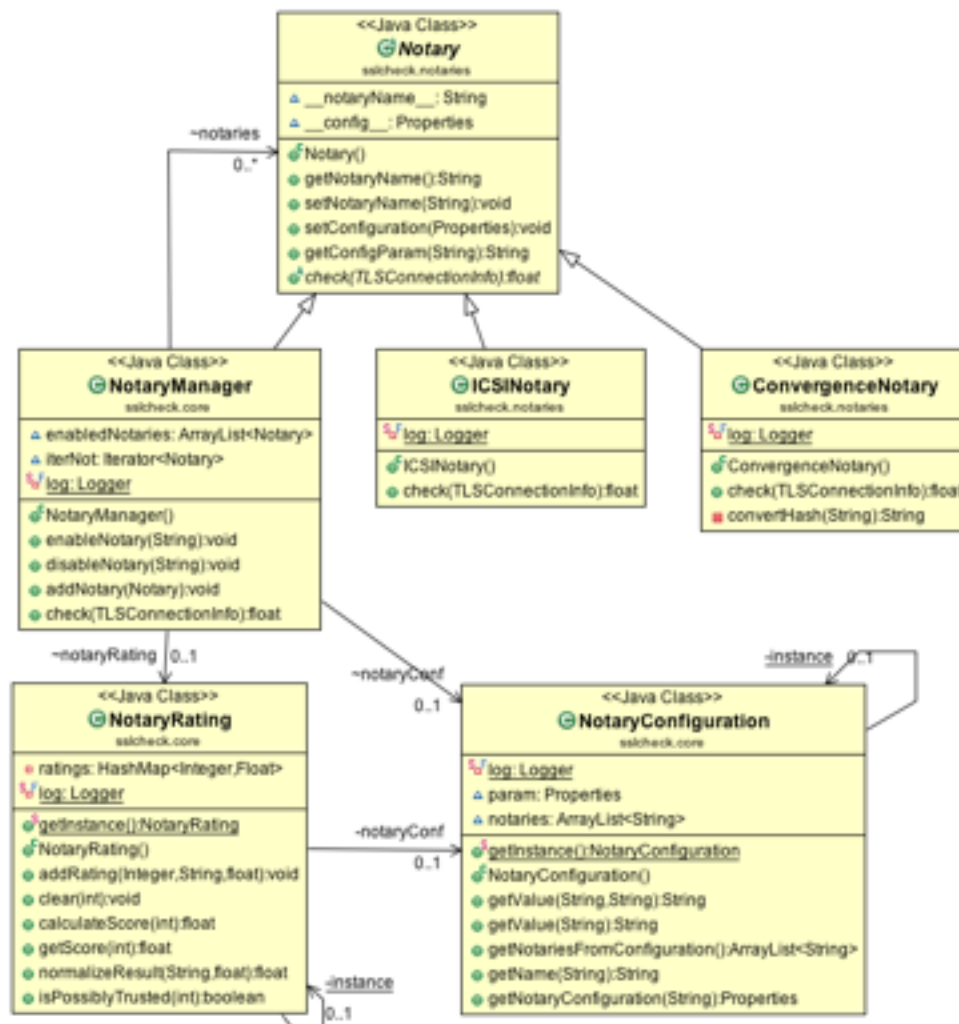 <<Java Class>>
Notary
sslcheck.notaries
__notaryName__: String
__config__: Properties
Notary()
getNotaryName():String
setNotaryName(String):void
setConfiguration(Properties):void
getConfigParam(String):String
check(TLSConnectionInfo):float
~notaries
0..*
<<Java Class>>
NotaryManager
sslcheck.core
enabledNotaries: ArrayList<Notary>
iterNot: Iterator<Notary>
log: Logger
NotaryManager()
enableNotary(String):void
disableNotary(String):void
addNotary(Notary):void
check(TLSConnectionInfo):float
<<Java Class>>
ICSINotary
sslcheck.notaries
log: Logger
ICSINotary()
check(TLSConnectionInfo):float
<<Java Class>>
ConvergenceNotary
sslcheck.notaries
log: Logger
ConvergenceNotary()
check(TLSConnectionInfo):float
convertHash(String):String
~notaryRating 0..1
~notaryConf
0..1
-instance 0..1
<<Java Class>>
NotaryRating
sslcheck.core
ratings: HashMap<Integer,Float>
log: Logger
getInstance():NotaryRating
NotaryRating()
addRating(Integer,String,float):void
clear(int):void
calculateScore(int):float
getScore(int):float
normalizeResult(String,float):float
isPossiblyTrusted(int):boolean
-instance
0..1
-notaryConf
0..1
<<Java Class>>
NotaryConfiguration
sslcheck.core
log: Logger
param: Properties
notaries: ArrayList<String>
getInstance():NotaryConfiguration
NotaryConfiguration()
getValue(String,String):String
getValue(String):String
getNotariesFromConfiguration():ArrayList<String>
getName(String):String
getNotaryConfiguration(String):Properties